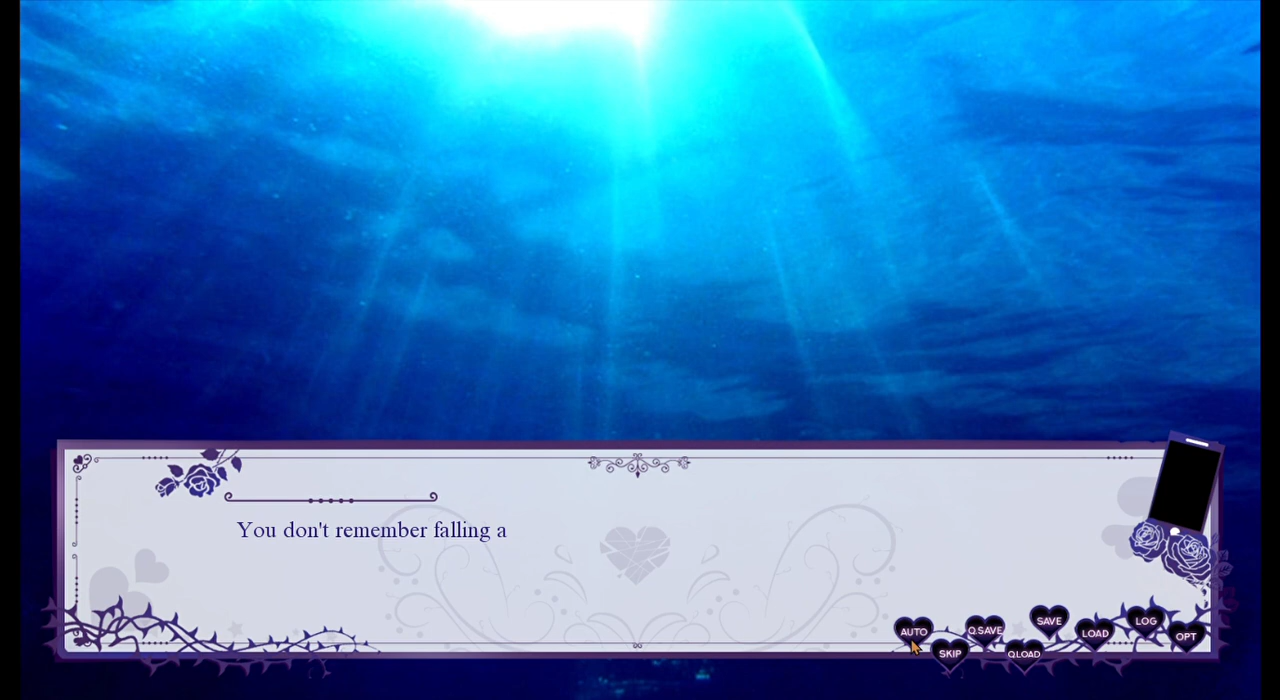 You don't remember falling a
AUTO
SKIP
Q.SAVE
Q.LOAD
SAVE
LOAD
LOG
OPT